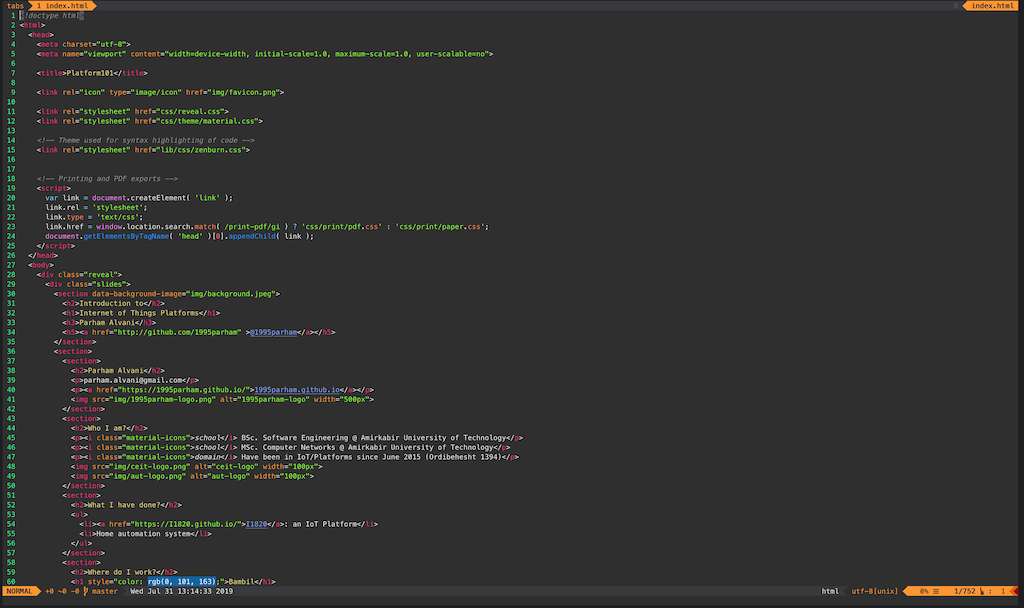 tabs 1 index.html x index.html
1 <!doctype html>
2 <html>
3 <head>
4 <meta charset="utf-8">
5 <meta name="viewport" content="width=device-width, initial-scale=1.0, maximum-scale=1.0, user-scalable=no">
6
7 <title>Platform101</title>
8
9 <link rel="icon" type="image/icon" href="img/favicon.png">
10
11 <link rel="stylesheet" href="css/reveal.css">
12 <link rel="stylesheet" href="css/theme/material.css">
13
14 <!-- Theme used for syntax highlighting of code -->
15 <link rel="stylesheet" href="lib/css/zenburn.css">
16
17
18 <!-- Printing and PDF exports -->
19 <script>
20 var link = document.createElement( 'link' );
21 link.rel = 'stylesheet';
22 link.type = 'text/css';
23 link.href = window.location.search.match( /print-pdf/gi ) ? 'css/print/pdf.css' : 'css/print/paper.css';
24 document.getElementsByTagName( 'head' )[0].appendChild( link );
25 </script>
26 </head>
27 <body>
28 <div class="reveal">
29 <div class="slides">
30 <section data-background-image="img/background.jpeg">
31 <h2>Introduction to</h2>
32 <h1>Internet of Things Platforms</h1>
33 <h3>Parham Alvani</h3>
34 <h5><a href="http://github.com/1995parham" >@1995parham</a></h5>
35 </section>
36 <section>
37 <section>
38 <h2>Parham Alvani</h2>
39 <p>parham.alvani@gmail.com</p>
40 <p><a href="https://1995parham.github.io/">1995parham.github.io</a></p>
41 <img src="img/1995parham-logo.png" alt="1995parham-logo" width="500px">
42 </section>
43 <section>
44 <h2>Who I am?</h2>
45 <p><i class="material-icons">school</i> BSc. Software Engineering @ Amirkabir University of Technology</p>
46 <p><i class="material-icons">school</i> MSc. Computer Networks @ Amirkabir University of Technology</p>
47 <p><i class="material-icons">domain</i> Have been in IoT/Platforms since June 2015 (Ordibehesht 1394)</p>
48 <img src="img/ceit-logo.png" alt="ceit-logo" width="100px">
49 <img src="img/aut-logo.png" alt="aut-logo" width="100px">
50 </section>
51 <section>
52 <h2>What I have done?</h2>
53 <ul>
54 <li><a href="https://I1820.github.io/">I1820</a>: an IoT Platform</li>
55 <li>Home automation system</li>
56 </ul>
57 </section>
58 <section>
59 <h2>Where do I work?</h2>
60 <h1 style="color: rgb(0, 101, 163);">Bambil</h1>
NORMAL +0 ~0 -0 master Wed Jul 31 13:14:33 2019 html utf-8[unix] 0% 1/752 : 1